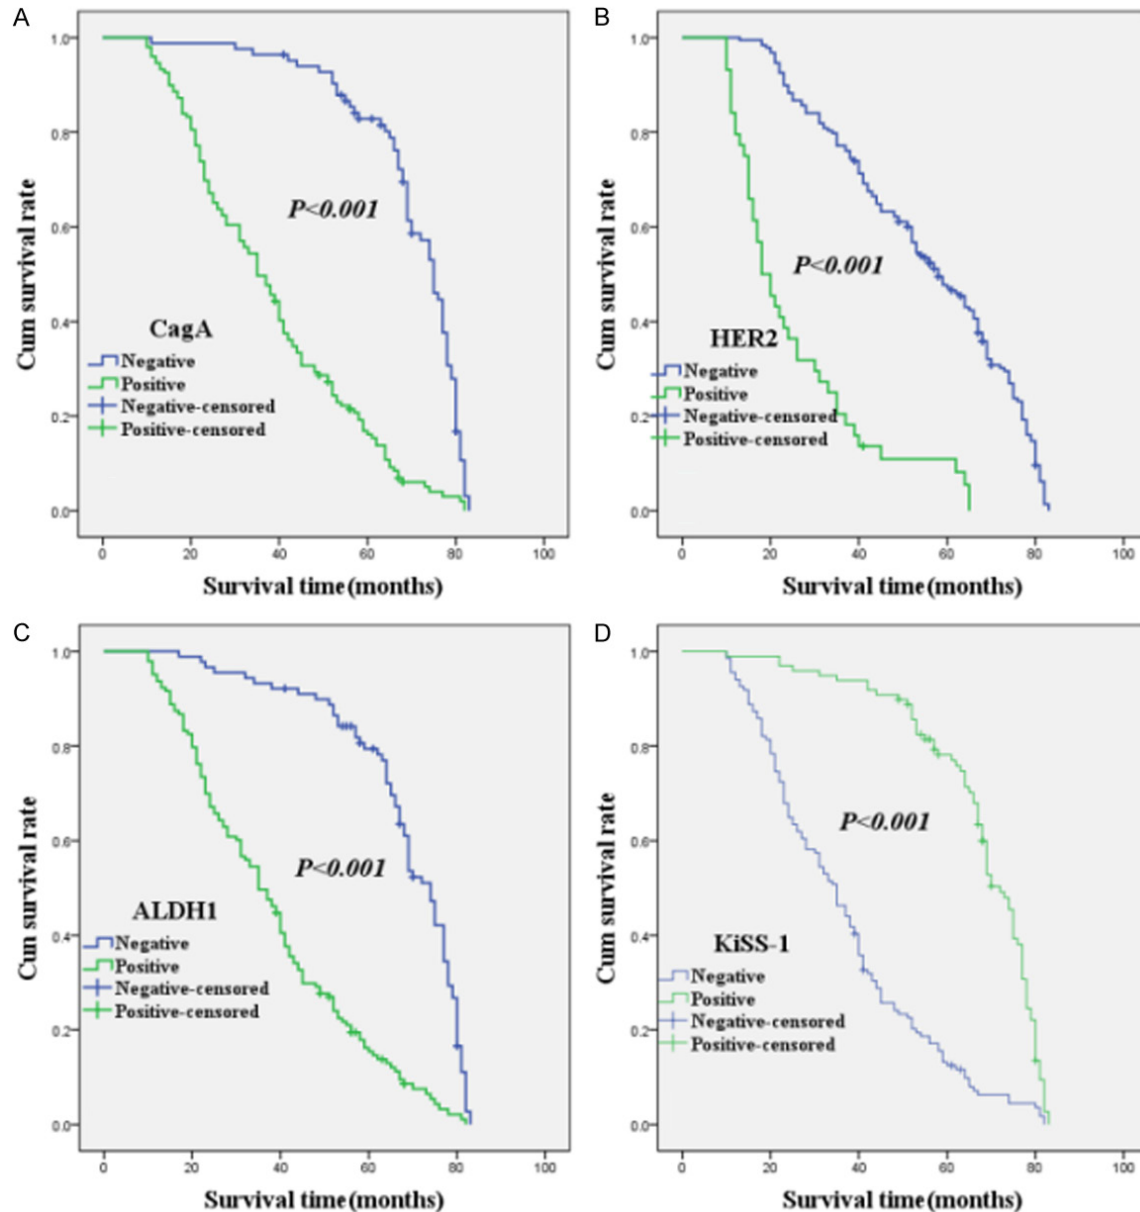 A
Cum survival rate
1.0
0.8
0.6
0.4
0.2
0.0
P<0.001
CagA
Negative
Positive
Negative-censored
Positive-censored
0 20 40 60 80 100
Survival time(months)
B
Cum survival rate
1.0
0.8
0.6
0.4
0.2
0.0
P<0.001
HER2
Negative
Positive
Negative-censored
Positive-censored
0 20 40 60 80 100
Survival time(months)
C
Cun survival rate
1.0
0.8
0.6
0.4
0.2
0.0
P<0.001
ALDH1
Negative
Positive
Negative-censored
Positive-censored
0 20 40 60 80 100
Survival time(months)
D
Cum survival rate
1.0
0.8
0.6
0.4
0.2
0.0
P<0.001
KiSS-1
Negative
Positive
Negative-censored
Positive-censored
0 20 40 60 80 100
Survival time(months)